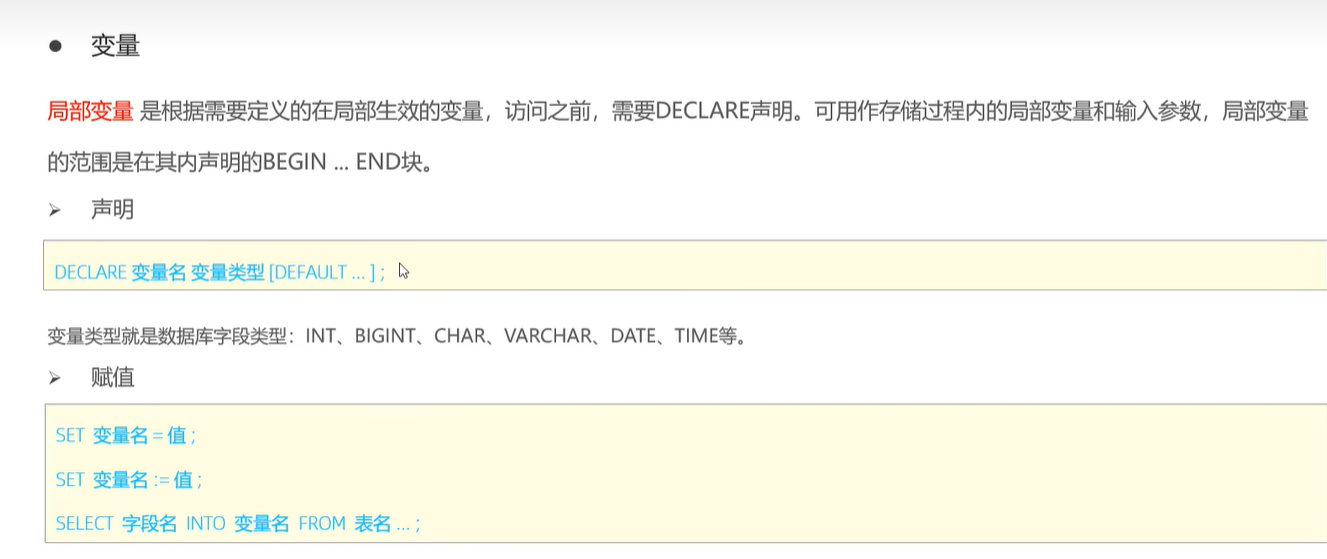 ● 变量
局部变量 是根据需要定义的在局部生效的变量，访问之前，需要DECLARE声明。可用作存储过程内的局部变量和输入参数，局部变量
的范围是在其内声明的BEGIN ... END块。
➢ 声明
DECLARE 变量名 变量类型 [DEFAULT ... ] ;
变量类型就是数据库字段类型：INT、BIGINT、CHAR、VARCHAR、DATE、TIME等。
➢ 赋值
SET 变量名 = 值 ;
SET 变量名 := 值 ;
SELECT 字段名 INTO 变量名 FROM 表名 ... ;